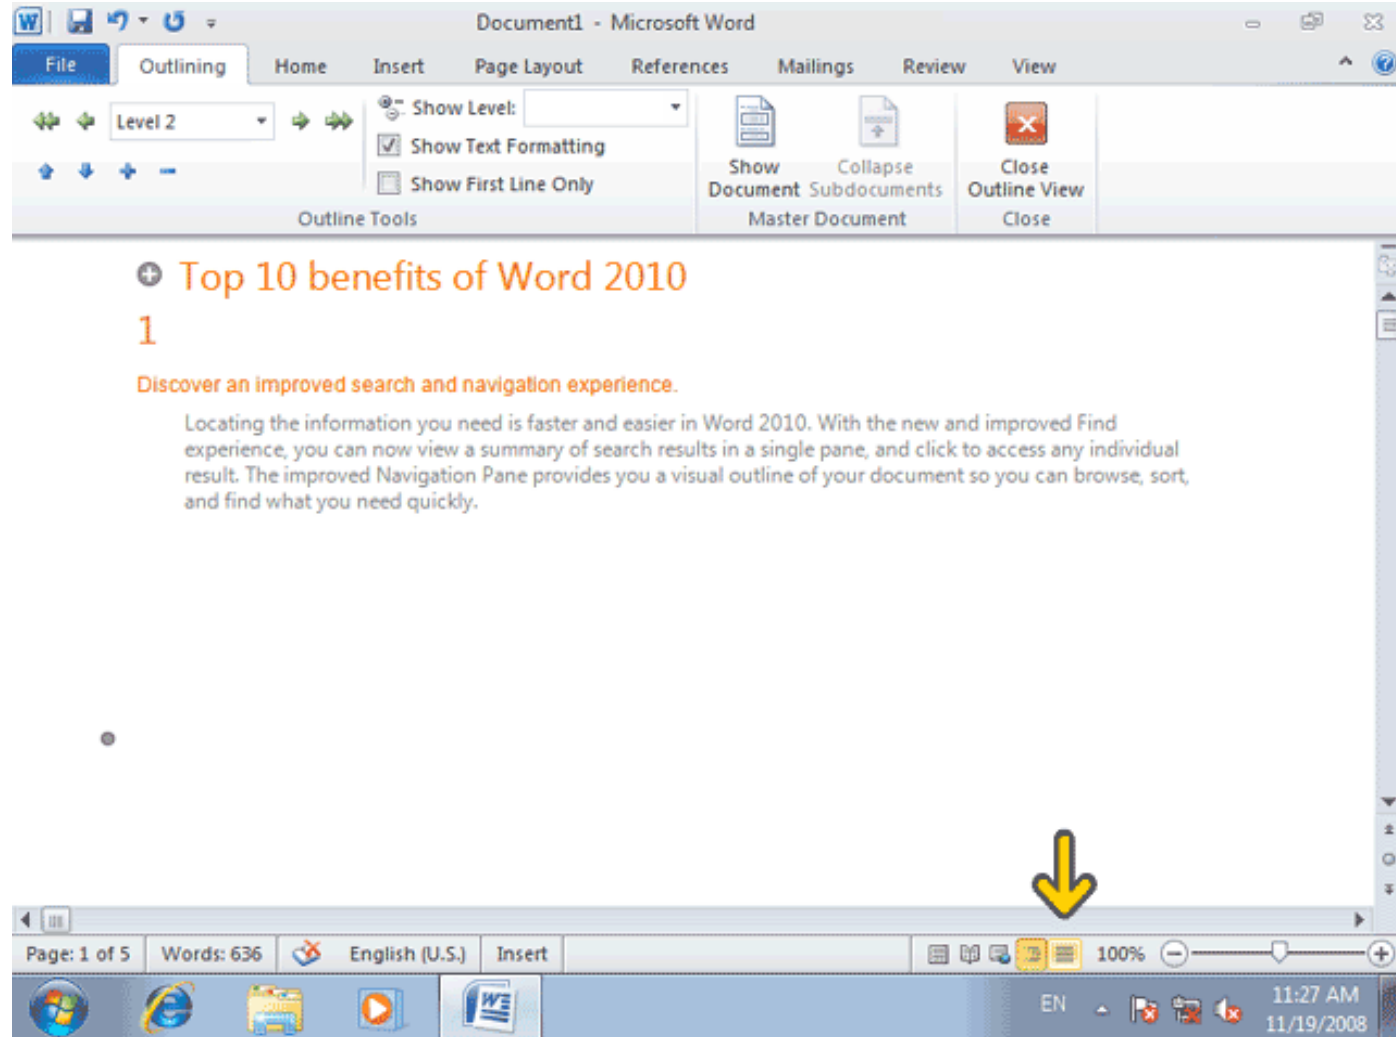 Document1 - Microsoft Word
File Outlining Home Insert Page Layout References Mailings Review View
Level 2
Show Level:
Show Text Formatting
Show First Line Only
Show Document
Collapse Subdocuments
Close Outline View
Outline Tools
Master Document
Close
Top 10 benefits of Word 2010
1
Discover an improved search and navigation experience.
Locating the information you need is faster and easier in Word 2010. With the new and improved Find
experience, you can now view a summary of search results in a single pane, and click to access any individual
result. The improved Navigation Pane provides you a visual outline of your document so you can browse, sort,
and find what you need quickly.
Page: 1 of 5 Words: 636 English (U.S.) Insert 100%
EN
11:27 AM
11/19/2008